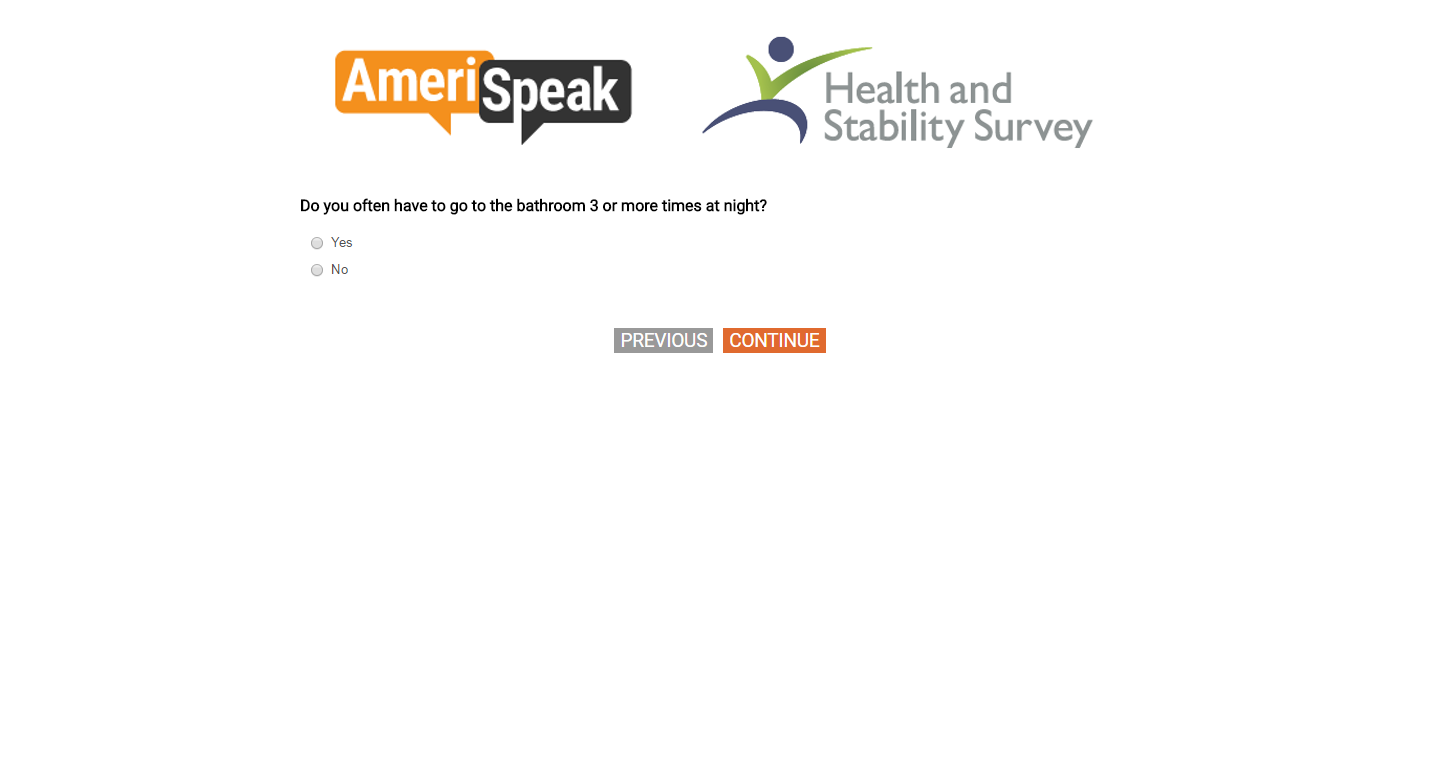 AmeriSpeak
Health and
Stability Survey
Do you often have to go to the bathroom 3 or more times at night?
Yes
No
PREVIOUS CONTINUE